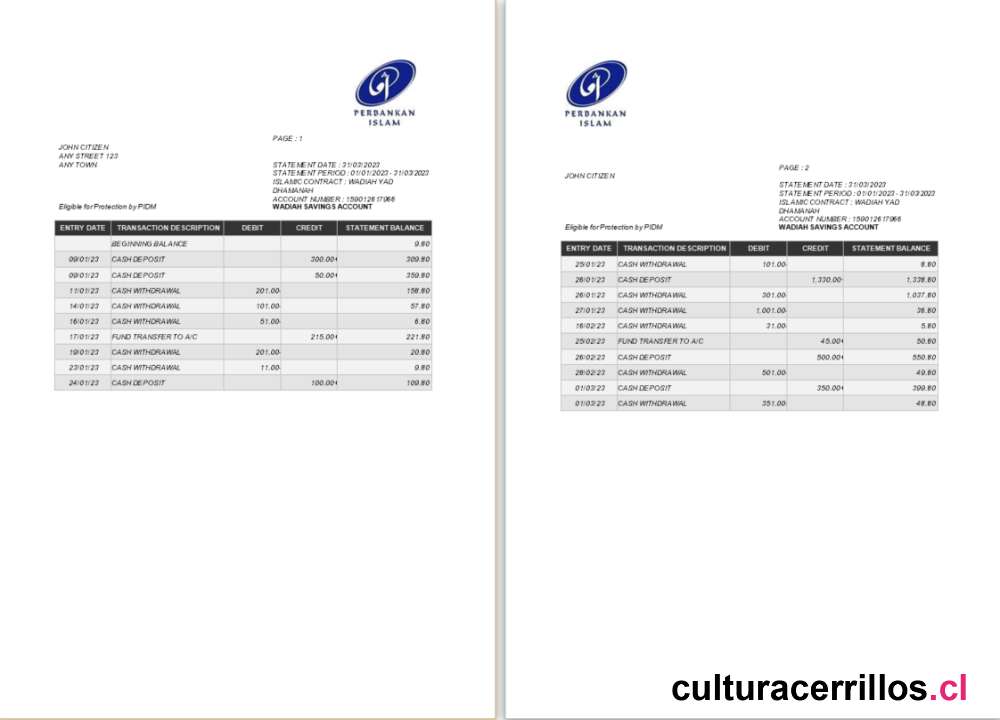 PERBANKAN
ISLAM
PAGE : 1
JOHN CITIZEN
ANY STREET 123
ANY TOWN
STATEMENT DATE : 31/03/2023
STATEMENT PERIOD : 01/01/2023 - 31/03/2023
ISLAMIC CONTRACT : WADIAH YAD
DHAMANAH
ACCOUNT NUMBER : 159012617966
Eligible for Protection by PIDM WADIAH SAVINGS ACCOUNT
ENTRY DATE TRANSACTION DESCRIPTION DEBIT CREDIT STATEMENT BALANCE
BEGINNING BALANCE 9.80
09/01/23 CASH DEPOSIT 300.00+ 309.80
09/01/23 CASH DEPOSIT 50.00+ 359.80
11/01/23 CASH WITHDRAWAL 201.00- 158.80
14/01/23 CASH WITHDRAWAL 101.00- 57.80
16/01/23 CASH WITHDRAWAL 51.00- 6.80
17/01/23 FUND TRANSFER TO A/C 215.00+ 221.80
19/01/23 CASH WITHDRAWAL 201.00- 20.80
23/01/23 CASH WITHDRAWAL 11.00- 9.80
24/01/23 CASH DEPOSIT 100.00+ 109.80
PERBANKAN
ISLAM
PAGE : 2
JOHN CITIZEN
STATEMENT DATE : 31/03/2023
STATEMENT PERIOD : 01/01/2023 - 31/03/2023
ISLAMIC CONTRACT : WADIAH YAD
DHAMANAH
ACCOUNT NUMBER : 159012617966
Eligible for Protection by PIDM WADIAH SAVINGS ACCOUNT
ENTRY DATE TRANSACTION DESCRIPTION DEBIT CREDIT STATEMENT BALANCE
25/01/23 CASH WITHDRAWAL 101.00- 8.80
26/01/23 CASH DEPOSIT 1,330.00- 1,338.80
26/01/23 CASH WITHDRAWAL 301.00- 1,037.80
27/01/23 CASH WITHDRAWAL 1,001.00- 36.80
16/02/23 CASH WITHDRAWAL 31.00- 5.80
25/02/23 FUND TRANSFER TO A/C 45.00+ 50.80
26/02/23 CASH DEPOSIT 500.00+ 550.80
28/02/23 CASH WITHDRAWAL 501.00- 49.80
01/03/23 CASH DEPOSIT 350.00+ 399.80
01/03/23 CASH WITHDRAWAL 351.00- 48.80
culturacerrillos.cl